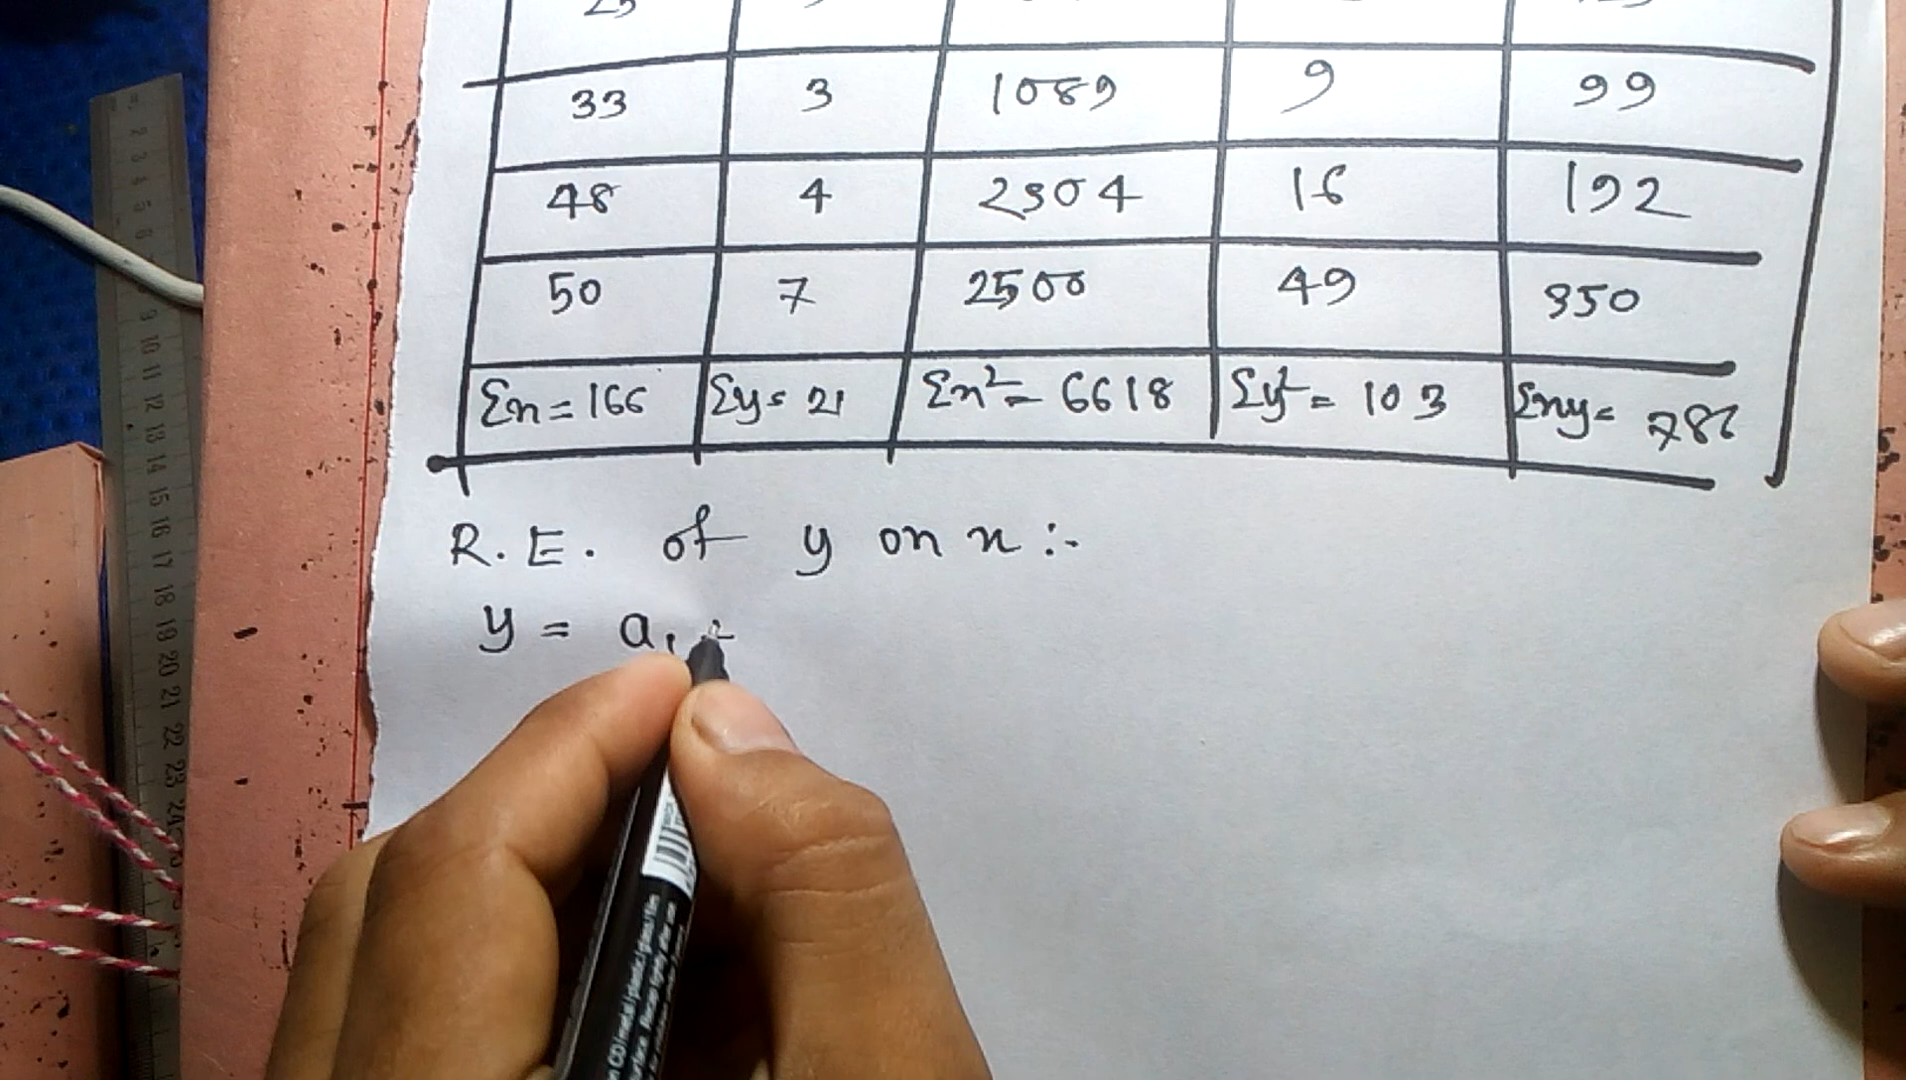 33 3 1089 9 99
48 4 2304 16 192
50 7 2500 49 350
Σx = 166 Σy = 21 Σx² = 6618 Σy² = 103 Σxy =
R.E. of y on x :-
y = a₁ +